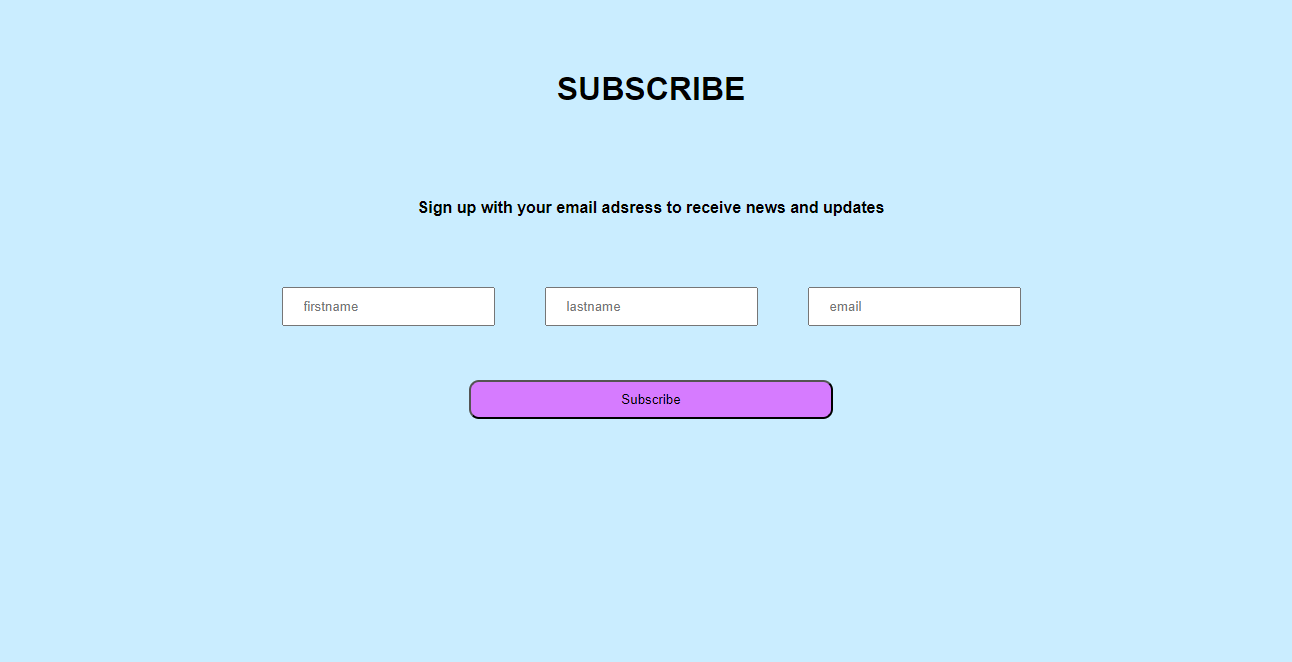 SUBSCRIBE
Sign up with your email adsress to receive news and updates
firstname lastname email
Subscribe